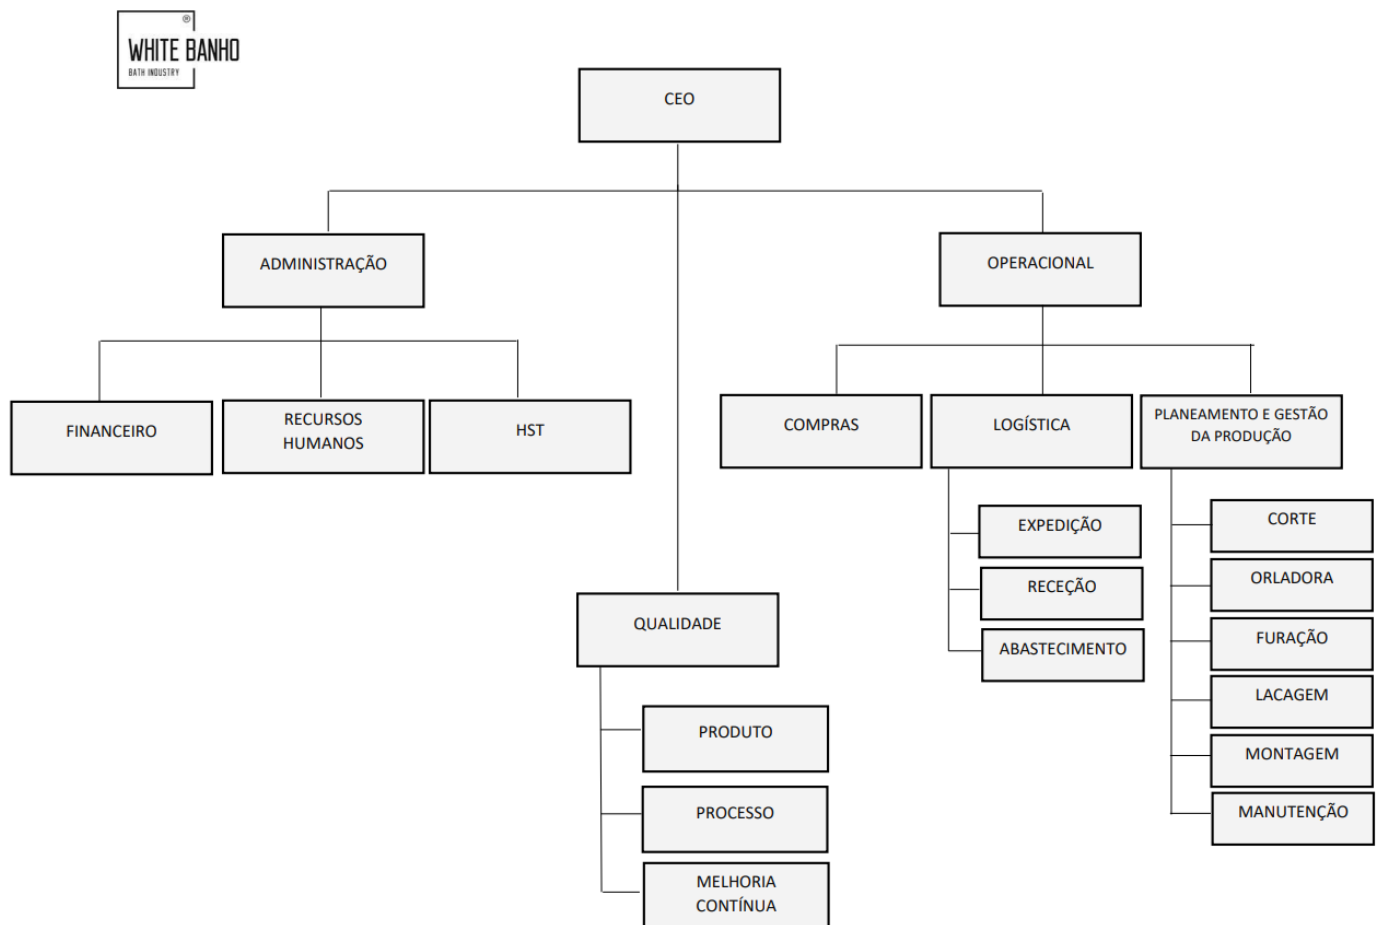 ®
WHITE BANHO
BATH INDUSTRY
CEO
ADMINISTRAÇÃO
OPERACIONAL
FINANCEIRO
RECURSOS
HUMANOS
HST
COMPRAS
LOGÍSTICA
PLANEAMENTO E GESTÃO
DA PRODUÇÃO
EXPEDIÇÃO
RECEÇÃO
ABASTECIMENTO
CORTE
ORLADORA
FURAÇÃO
LACAGEM
MONTAGEM
MANUTENÇÃO
QUALIDADE
PRODUTO
PROCESSO
MELHORIA
CONTÍNUA